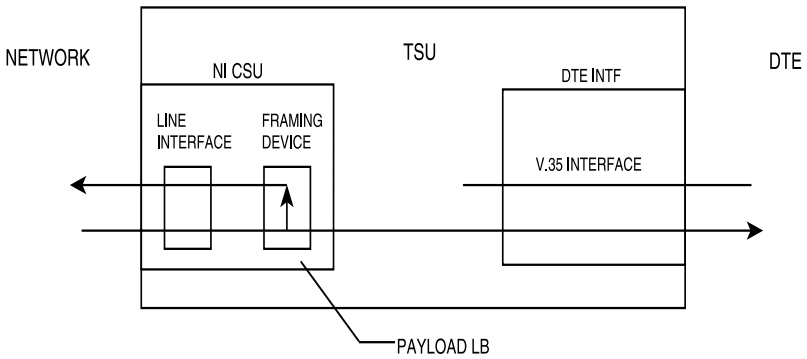 NETWORK
TSU
DTE
NI CSU
DTE INTF
LINE
INTERFACE
FRAMING
DEVICE
V.35 INTERFACE
PAYLOAD LB